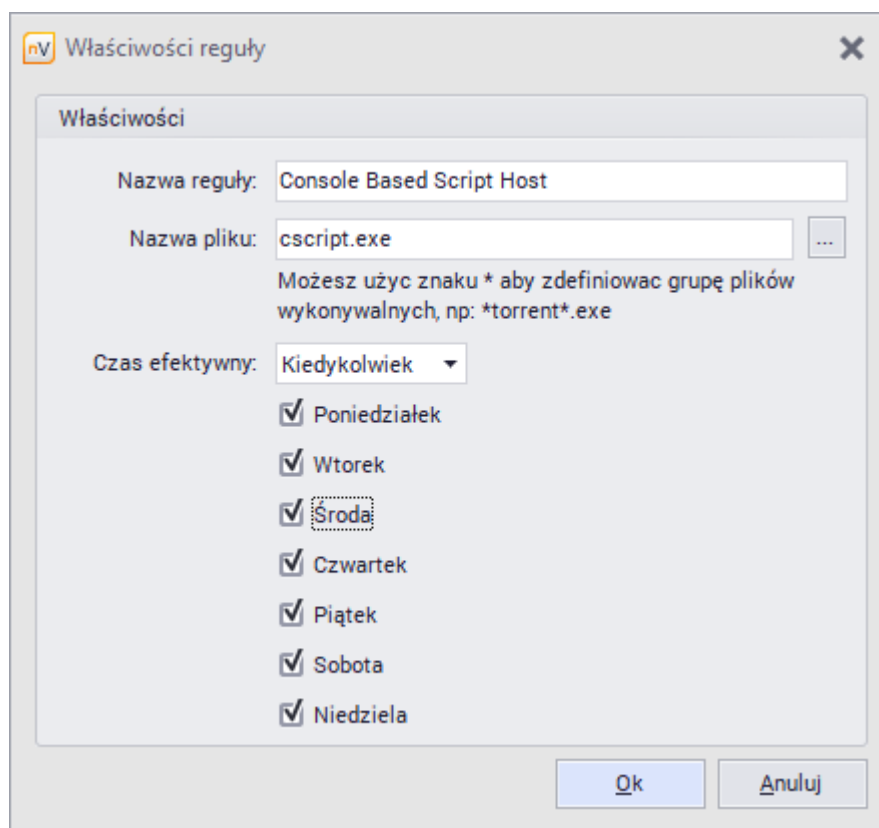 nV Właściwości reguły
Właściwości
Nazwa reguły: Console Based Script Host
Nazwa pliku: cscript.exe ...
Możesz użyc znaku * aby zdefiniowac grupę plików
wykonywalnych, np: *torrent*.exe
Czas efektywny: Kiedykolwiek
Poniedziałek
Wtorek
Środa
Czwartek
Piątek
Sobota
Niedziela
Ok Anuluj